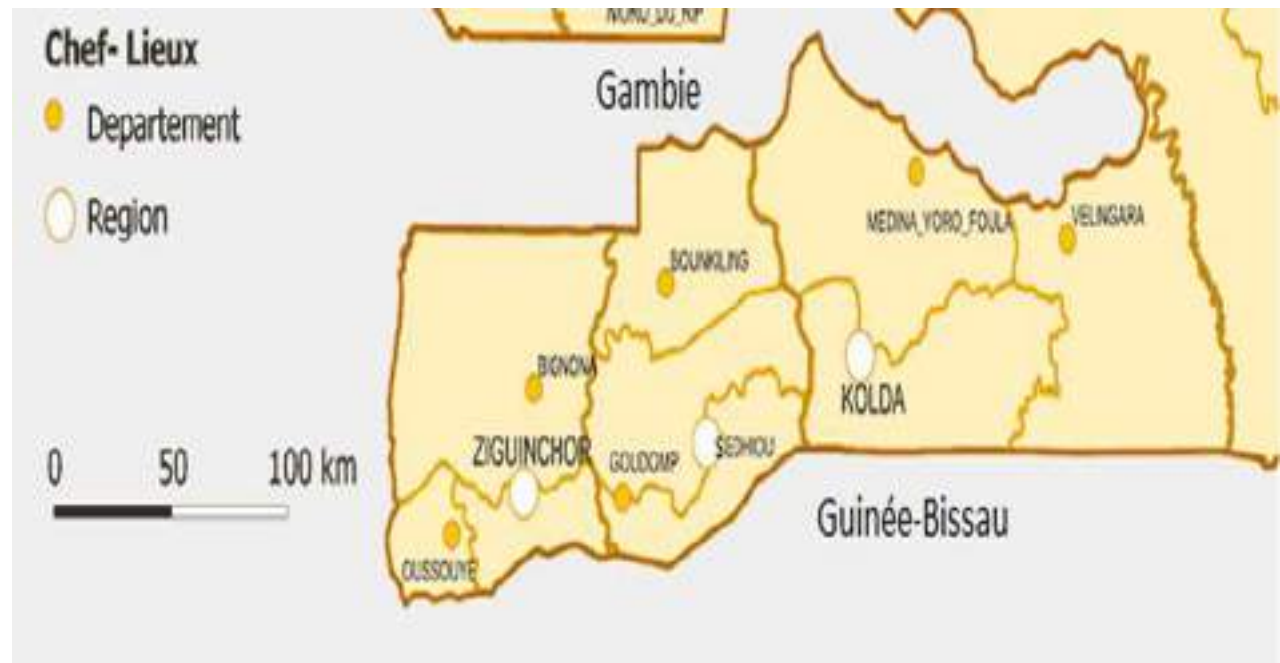 NORD_DU_RIP
Chef- Lieux
Gambie
Departement
Region
MEDINA_YORO_FOULA
VELINGARA
BOUNKILING
BIGNONA
KOLDA
ZIGUINCHOR
GOUDOMP
SEDHIOU
0 50 100 km
Guinée-Bissau
OUSSOUYE